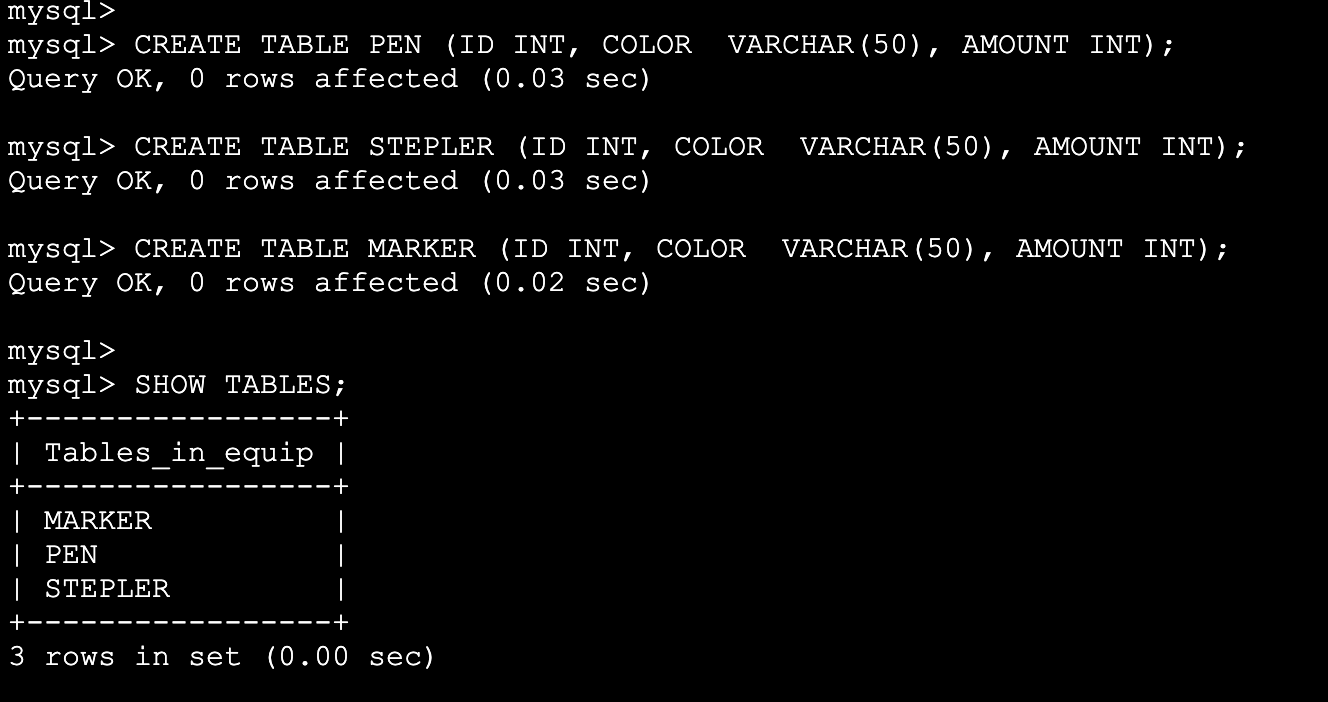 mysql>
mysql> CREATE TABLE PEN (ID INT, COLOR  VARCHAR(50), AMOUNT INT);
Query OK, 0 rows affected (0.03 sec)
mysql> CREATE TABLE STEPLER (ID INT, COLOR  VARCHAR(50), AMOUNT INT);
Query OK, 0 rows affected (0.03 sec)
mysql> CREATE TABLE MARKER (ID INT, COLOR  VARCHAR(50), AMOUNT INT);
Query OK, 0 rows affected (0.02 sec)
mysql>
mysql> SHOW TABLES;
+-----------------+
| Tables_in_equip |
+-----------------+
| MARKER          |
| PEN             |
| STEPLER         |
+-----------------+
3 rows in set (0.00 sec)